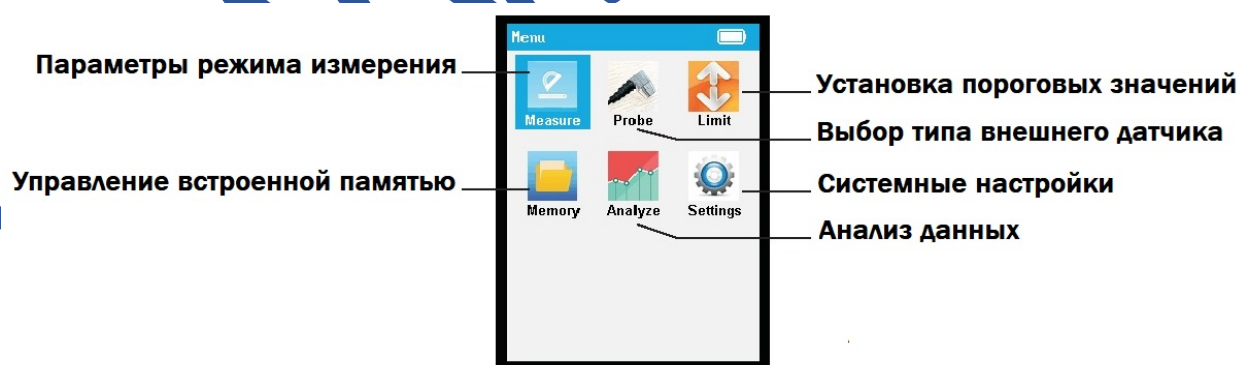 Menu
Параметры режима измерения
Установка пороговых значений
Measure Probe Limit
Выбор типа внешнего датчика
Управление встроенной памятью
Системные настройки
Memory Analyze Settings
Анализ данных